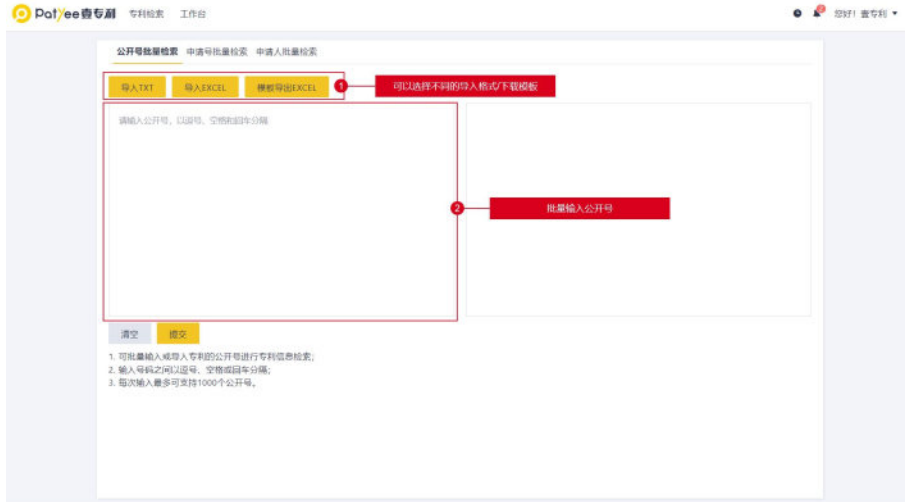 Patyee壹专利 专利检索 工作台 2 您好！壹专利
公开号批量检索 申请号批量检索 申请人批量检索
导入TXT 导入EXCEL 模板导出EXCEL 1 可以选择不同的导入格式/下载模板
请输入公开号，以逗号、空格和回车分隔
2 批量输入公开号
清空 提交
1. 可批量输入或导入专利的公开号进行专利信息检索；
2. 输入号码之间以逗号、空格或回车分隔；
3. 每次输入最多可支持1000个公开号。